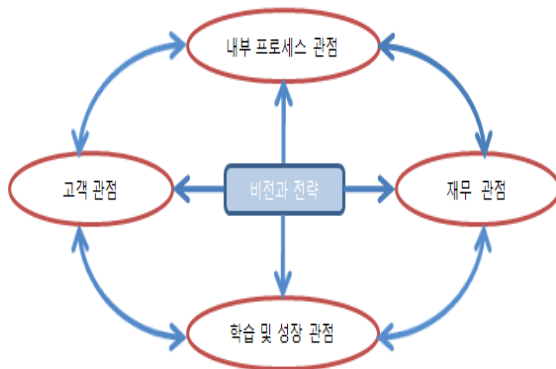 내부 프로세스 관점
고객 관점
비전과 전략
재무 관점
학습 및 성장 관점